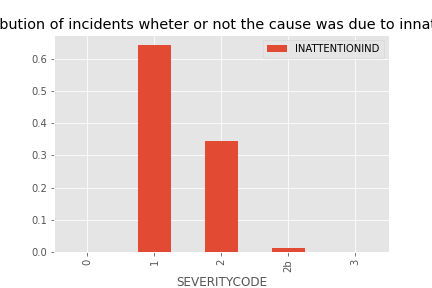 bution of incidents wheter or not the cause was due to innat
INATTENTIONIND
0.6
0.5
0.4
0.3
0.2
0.1
0.0
0 1 2 2b 3
SEVERITYCODE